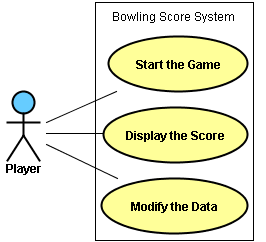 Bowling Score System
Start the Game
Display the Score
Player
Modify the Data